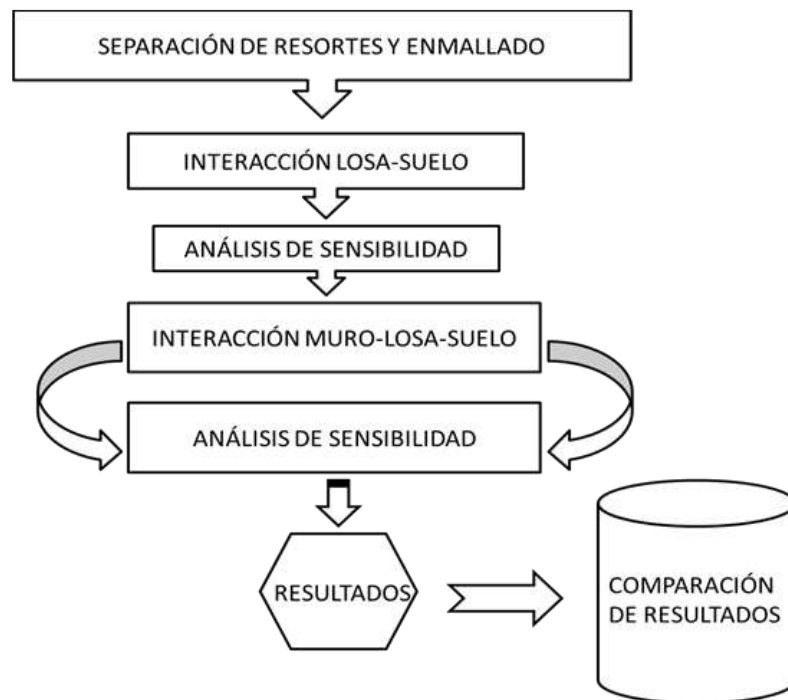 SEPARACIÓN DE RESORTES Y ENMALLADO
INTERACCIÓN LOSA-SUELO
ANÁLISIS DE SENSIBILIDAD
INTERACCIÓN MURO-LOSA-SUELO
ANÁLISIS DE SENSIBILIDAD
RESULTADOS
COMPARACIÓN
DE RESULTADOS